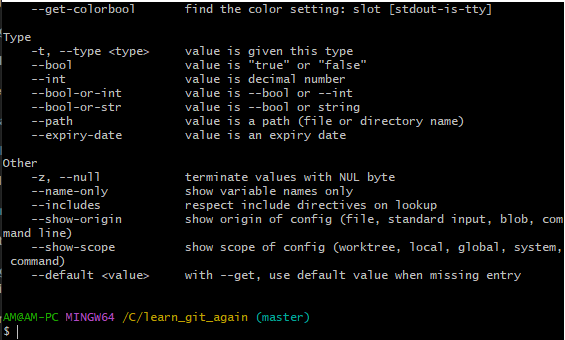 --get-colorbool find the color setting: slot [stdout-is-tty]
Type
-t, --type <type> value is given this type
--bool value is "true" or "false"
--int value is decimal number
--bool-or-int value is --bool or --int
--bool-or-str value is --bool or string
--path value is a path (file or directory name)
--expiry-date value is an expiry date
Other
-z, --null terminate values with NUL byte
--name-only show variable names only
--includes respect include directives on lookup
--show-origin show origin of config (file, standard input, blob, com
mand line)
--show-scope show scope of config (worktree, local, global, system,
command)
--default <value> with --get, use default value when missing entry
AM@AM-PC MINGW64 /C/learn_git_again (master)
$